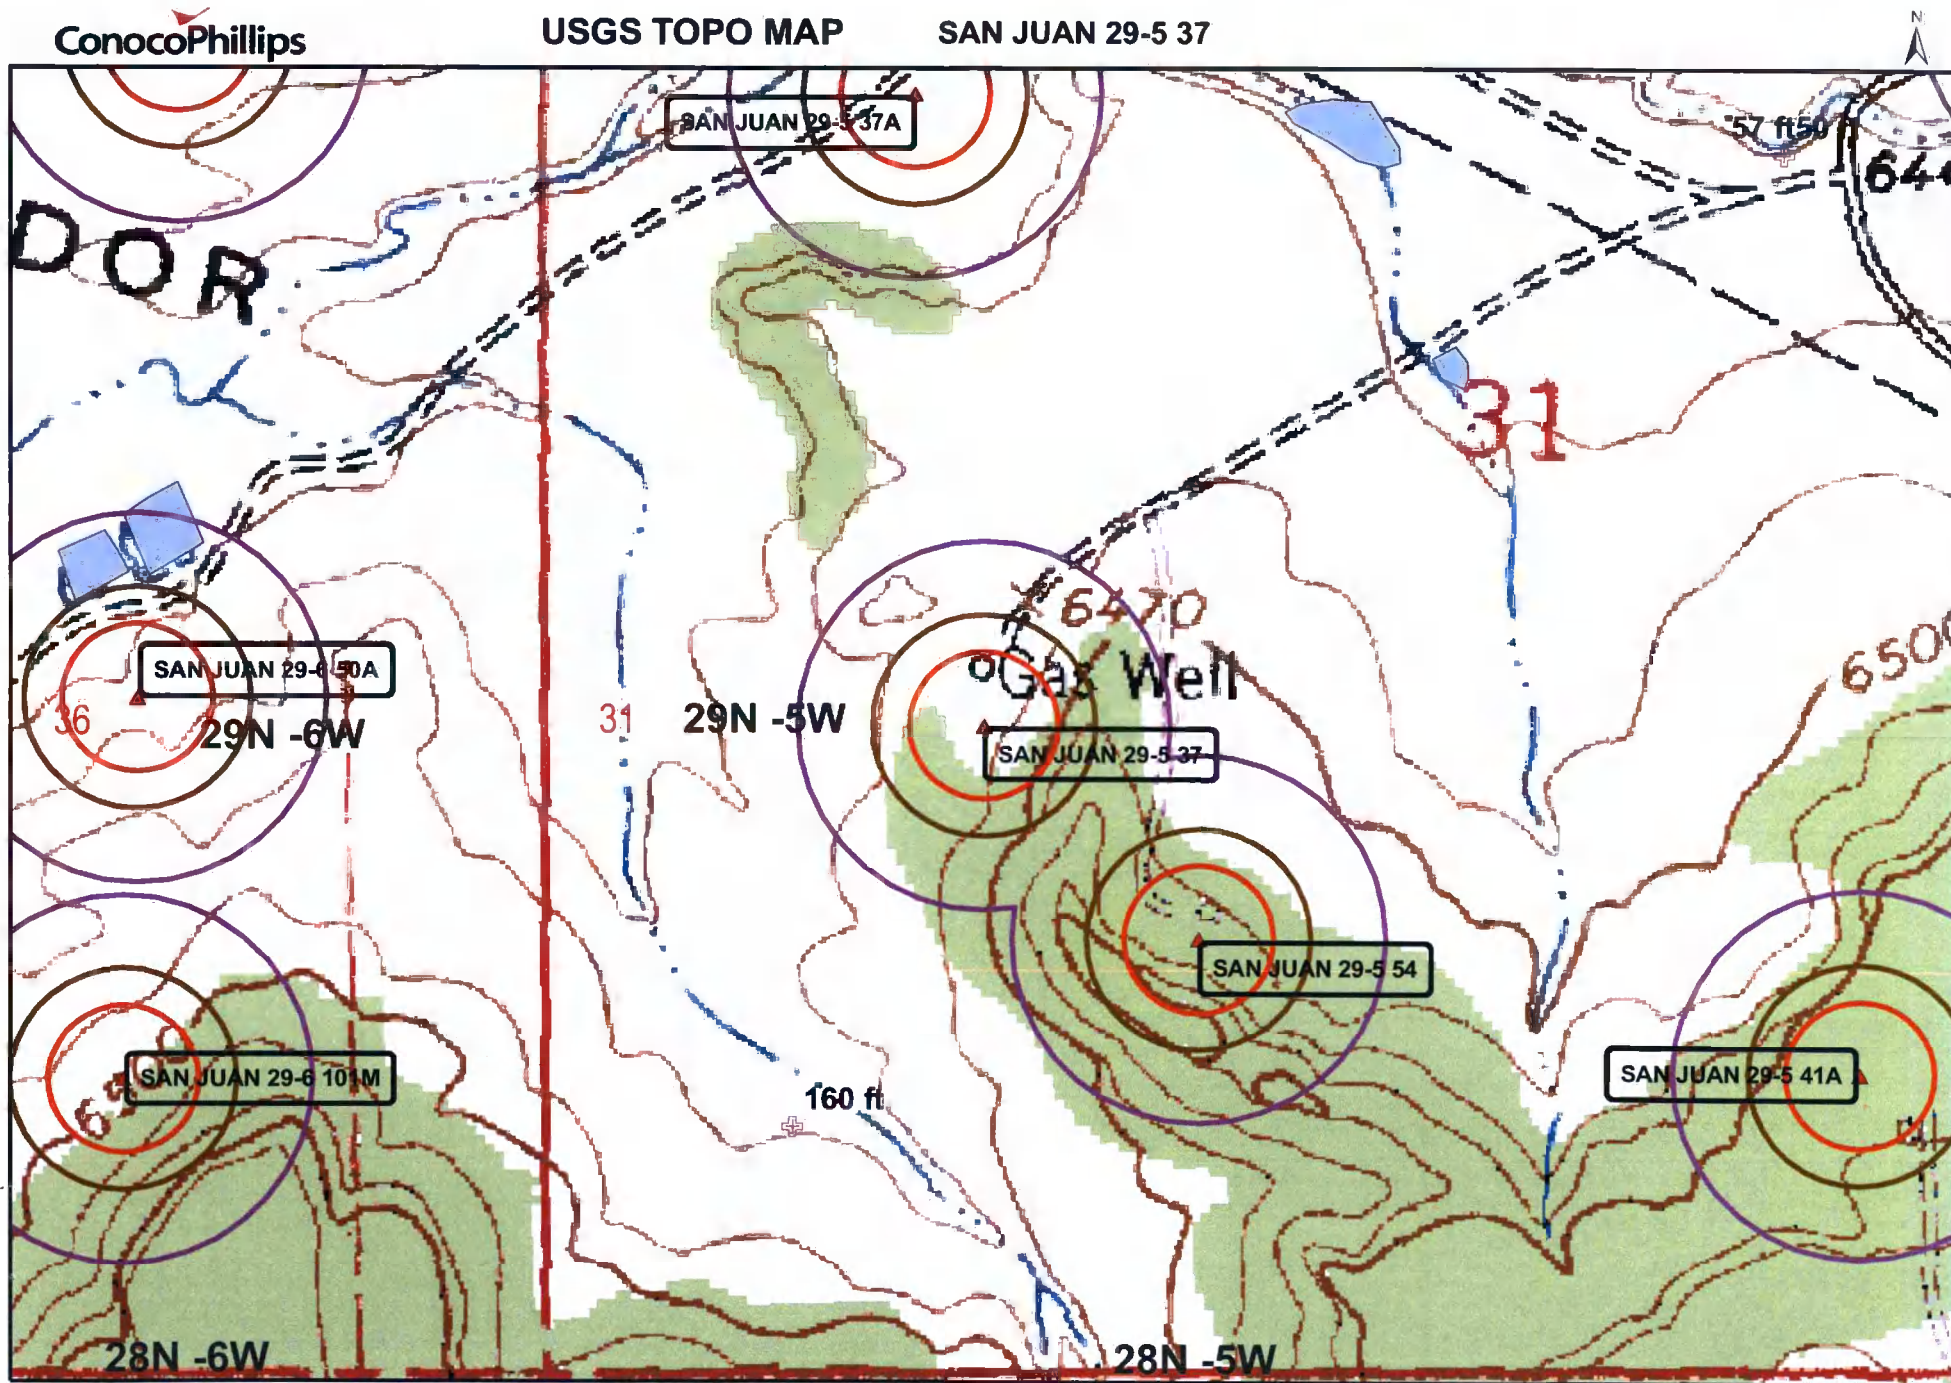 ConocoPhillips
USGS TOPO MAP
SAN JUAN 29-5 37
N
SAN JUAN 29-5 37A
57 ft50
DOR
31
6470
Gas Well
6500
SAN JUAN 29-6 50A
36
29N -6W
31
29N -5W
SAN JUAN 29-5 37
SAN JUAN 29-5 54
SAN JUAN 29-6 101M
SAN JUAN 29-5 41A
160 ft
28N -6W
28N -5W